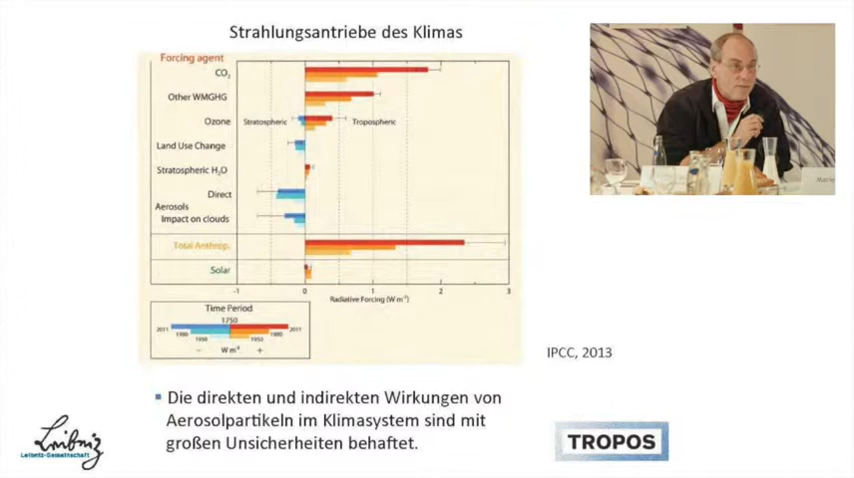 Strahlungsantriebe des Klimas
Forcing agent
CO₂
Other WMGHG
Ozone
Stratospheric
Tropospheric
Land Use Change
Stratospheric H₂O
Direct
Aerosols
Impact on clouds
Total Anthrop.
Solar
-1 0 1 2 3
Radiative Forcing (W m⁻²)
Time Period
1750
2011 2011
1980 1980
1950 1950
− W m⁻² +
IPCC, 2013
▪ Die direkten und indirekten Wirkungen von
Aerosolpartikeln im Klimasystem sind mit
großen Unsicherheiten behaftet.
Leibniz
Leibniz-Gemeinschaft
TROPOS